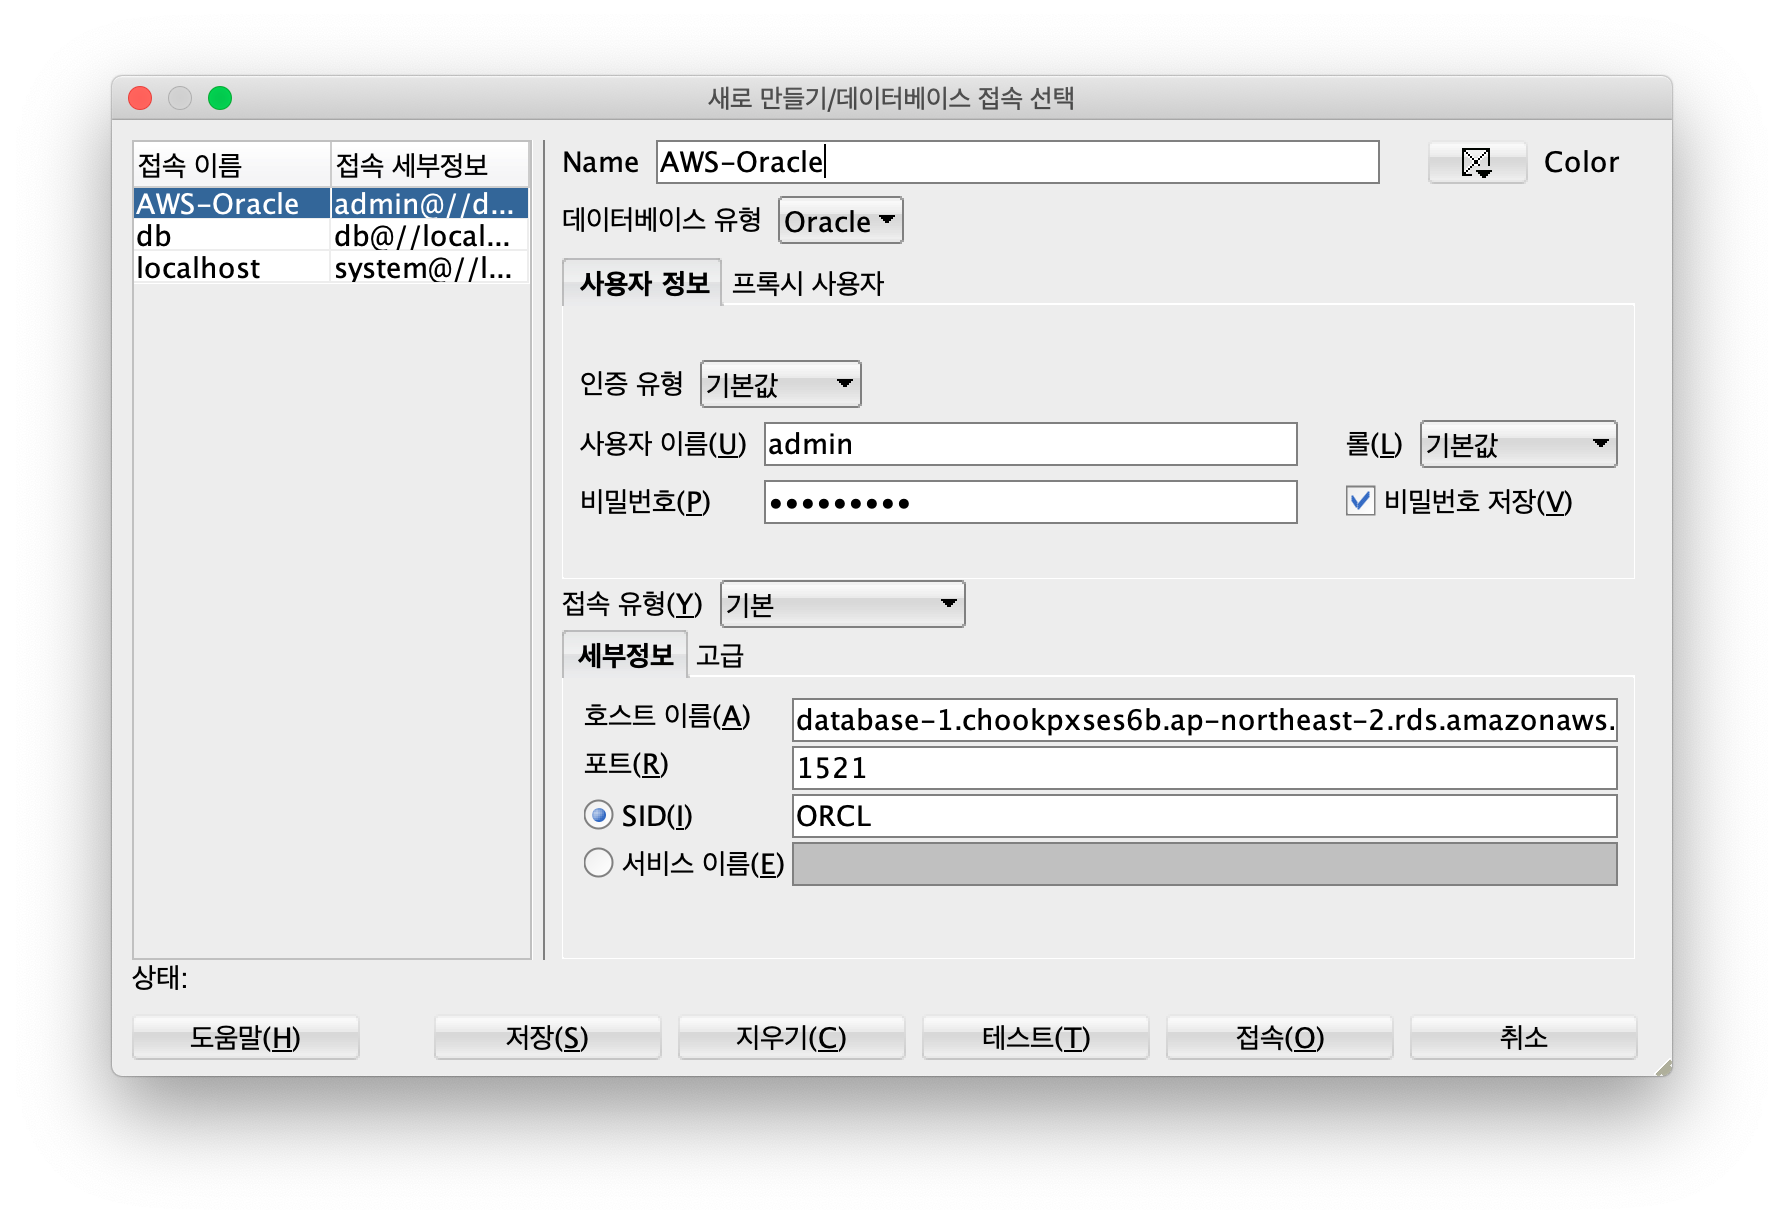 새로 만들기/데이터베이스 접속 선택
접속 이름 접속 세부정보
AWS-Oracle admin@//d...
db db@//local...
localhost system@//l...
Name AWS-Oracle Color
데이터베이스 유형 Oracle
사용자 정보 프록시 사용자
인증 유형 기본값
사용자 이름(U) admin 롤(L) 기본값
비밀번호(P) ●●●●●●●●● 비밀번호 저장(V)
접속 유형(Y) 기본
세부정보 고급
호스트 이름(A) database-1.chookpxses6b.ap-northeast-2.rds.amazonaws.
포트(R) 1521
SID(I) ORCL
서비스 이름(E)
상태:
도움말(H) 저장(S) 지우기(C) 테스트(T) 접속(O) 취소